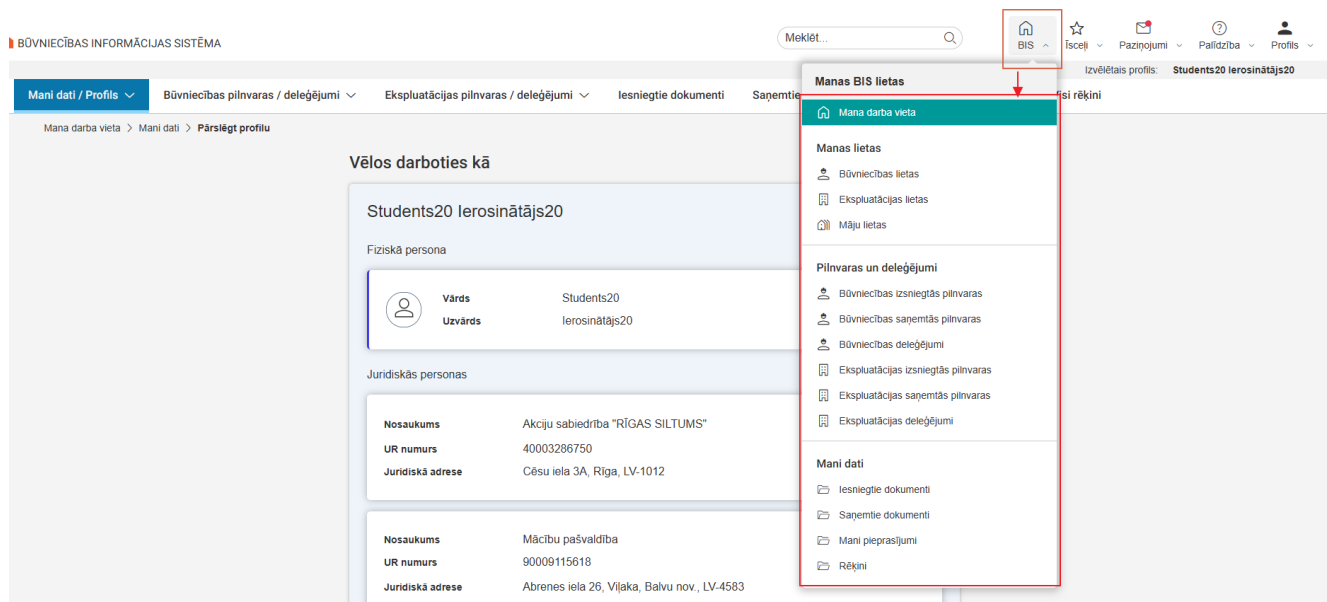 BŪVNIECĪBAS INFORMĀCIJAS SISTĒMA
Meklēt...
BIS
Īsceļi
Paziņojumi
Palīdzība
Profils
Izvēlētais profils: Students20 Ierosinātājs20
Mani dati / Profils
Būvniecības pilnvaras / deleģējumi
Ekspluatācijas pilnvaras / deleģējumi
Iesniegtie dokumenti
Saņemtie
rēķini
Mana darba vieta > Mani dati > Pārslēgt profilu
Vēlos darboties kā
Students20 Ierosinātājs20
Fiziskā persona
Vārds Students20
Uzvārds Ierosinātājs20
Juridiskās personas
Nosaukums Akciju sabiedrība "RĪGAS SILTUMS"
UR numurs 40003286750
Juridiskā adrese Cēsu iela 3A, Rīga, LV-1012
Nosaukums Mācību pašvaldība
UR numurs 90009115618
Juridiskā adrese Abrenes iela 26, Viļaka, Balvu nov., LV-4583
Manas BIS lietas
Mana darba vieta
Manas lietas
Būvniecības lietas
Ekspluatācijas lietas
Māju lietas
Pilnvaras un deleģējumi
Būvniecības izsniegtās pilnvaras
Būvniecības saņemtās pilnvaras
Būvniecības deleģējumi
Ekspluatācijas izsniegtās pilnvaras
Ekspluatācijas saņemtās pilnvaras
Ekspluatācijas deleģējumi
Mani dati
Iesniegtie dokumenti
Saņemtie dokumenti
Mani pieprasījumi
Rēķini